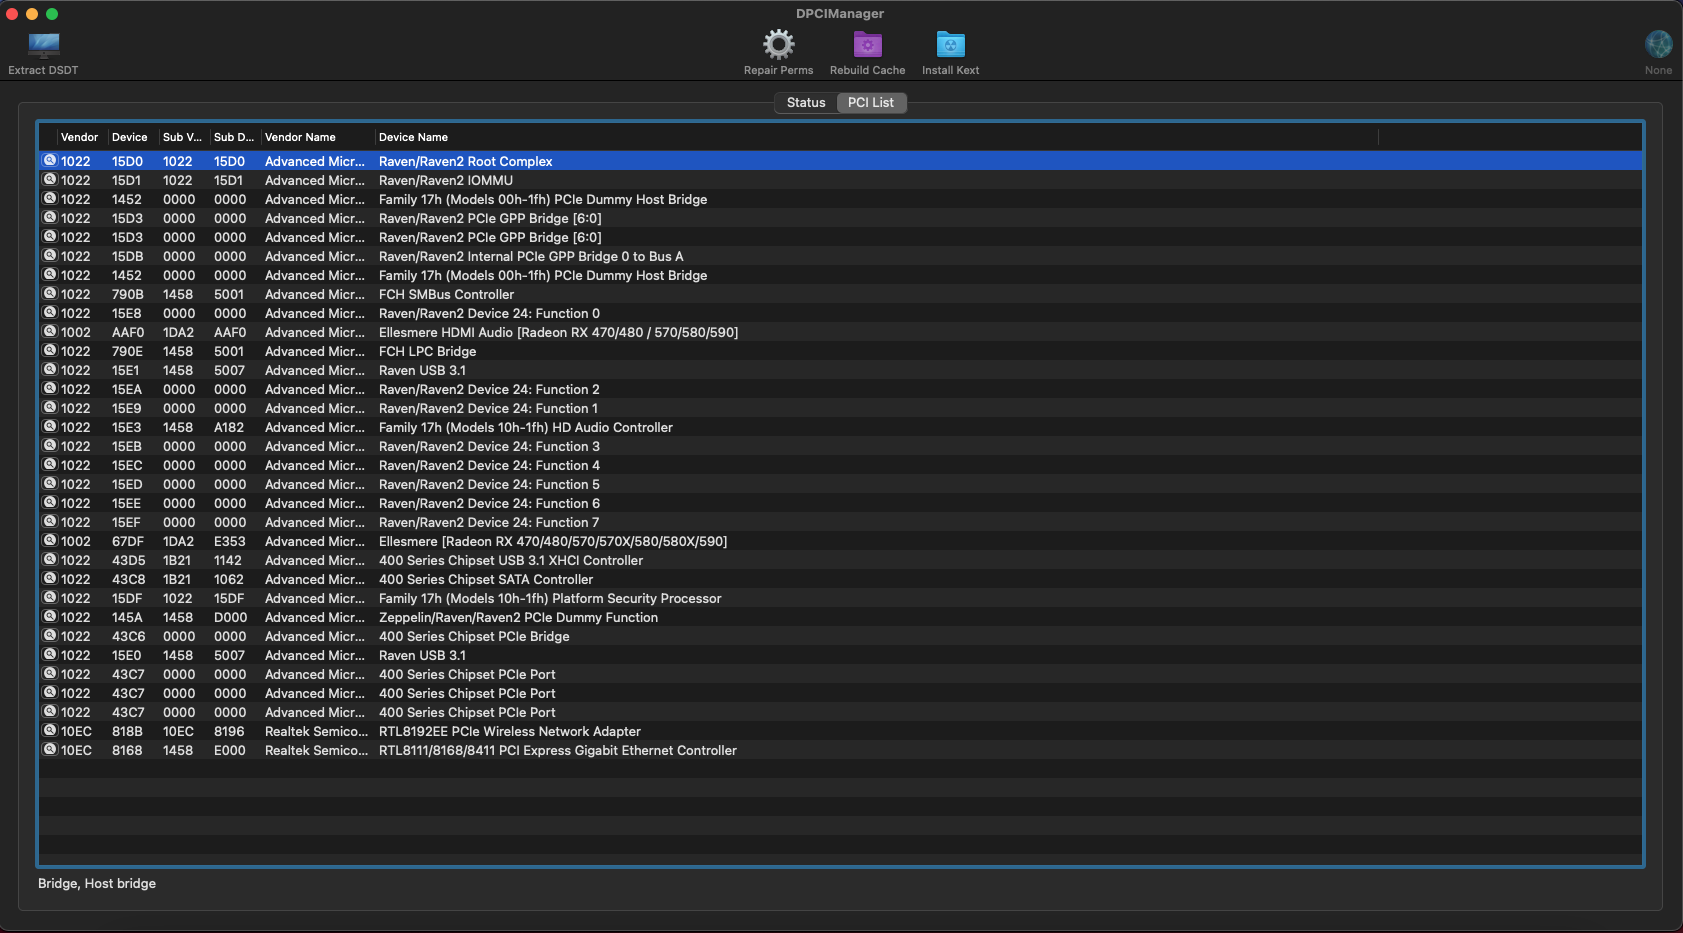 DPCIManager
Extract DSDT
Repair Perms Rebuild Cache Install Kext
None
Status PCI List
Vendor Device Sub V... Sub D... Vendor Name Device Name
1022 15D0 1022 15D0 Advanced Micr... Raven/Raven2 Root Complex
1022 15D1 1022 15D1 Advanced Micr... Raven/Raven2 IOMMU
1022 1452 0000 0000 Advanced Micr... Family 17h (Models 00h-1fh) PCIe Dummy Host Bridge
1022 15D3 0000 0000 Advanced Micr... Raven/Raven2 PCIe GPP Bridge [6:0]
1022 15D3 0000 0000 Advanced Micr... Raven/Raven2 PCIe GPP Bridge [6:0]
1022 15DB 0000 0000 Advanced Micr... Raven/Raven2 Internal PCIe GPP Bridge 0 to Bus A
1022 1452 0000 0000 Advanced Micr... Family 17h (Models 00h-1fh) PCIe Dummy Host Bridge
1022 790B 1458 5001 Advanced Micr... FCH SMBus Controller
1022 15E8 0000 0000 Advanced Micr... Raven/Raven2 Device 24: Function 0
1002 AAF0 1DA2 AAF0 Advanced Micr... Ellesmere HDMI Audio [Radeon RX 470/480 / 570/580/590]
1022 790E 1458 5001 Advanced Micr... FCH LPC Bridge
1022 15E1 1458 5007 Advanced Micr... Raven USB 3.1
1022 15EA 0000 0000 Advanced Micr... Raven/Raven2 Device 24: Function 2
1022 15E9 0000 0000 Advanced Micr... Raven/Raven2 Device 24: Function 1
1022 15E3 1458 A182 Advanced Micr... Family 17h (Models 10h-1fh) HD Audio Controller
1022 15EB 0000 0000 Advanced Micr... Raven/Raven2 Device 24: Function 3
1022 15EC 0000 0000 Advanced Micr... Raven/Raven2 Device 24: Function 4
1022 15ED 0000 0000 Advanced Micr... Raven/Raven2 Device 24: Function 5
1022 15EE 0000 0000 Advanced Micr... Raven/Raven2 Device 24: Function 6
1022 15EF 0000 0000 Advanced Micr... Raven/Raven2 Device 24: Function 7
1002 67DF 1DA2 E353 Advanced Micr... Ellesmere [Radeon RX 470/480/570/570X/580/580X/590]
1022 43D5 1B21 1142 Advanced Micr... 400 Series Chipset USB 3.1 XHCI Controller
1022 43C8 1B21 1062 Advanced Micr... 400 Series Chipset SATA Controller
1022 15DF 1022 15DF Advanced Micr... Family 17h (Models 10h-1fh) Platform Security Processor
1022 145A 1458 D000 Advanced Micr... Zeppelin/Raven/Raven2 PCIe Dummy Function
1022 43C6 0000 0000 Advanced Micr... 400 Series Chipset PCIe Bridge
1022 15E0 1458 5007 Advanced Micr... Raven USB 3.1
1022 43C7 0000 0000 Advanced Micr... 400 Series Chipset PCIe Port
1022 43C7 0000 0000 Advanced Micr... 400 Series Chipset PCIe Port
1022 43C7 0000 0000 Advanced Micr... 400 Series Chipset PCIe Port
10EC 818B 10EC 8196 Realtek Semico... RTL8192EE PCIe Wireless Network Adapter
10EC 8168 1458 E000 Realtek Semico... RTL8111/8168/8411 PCI Express Gigabit Ethernet Controller
Bridge, Host bridge